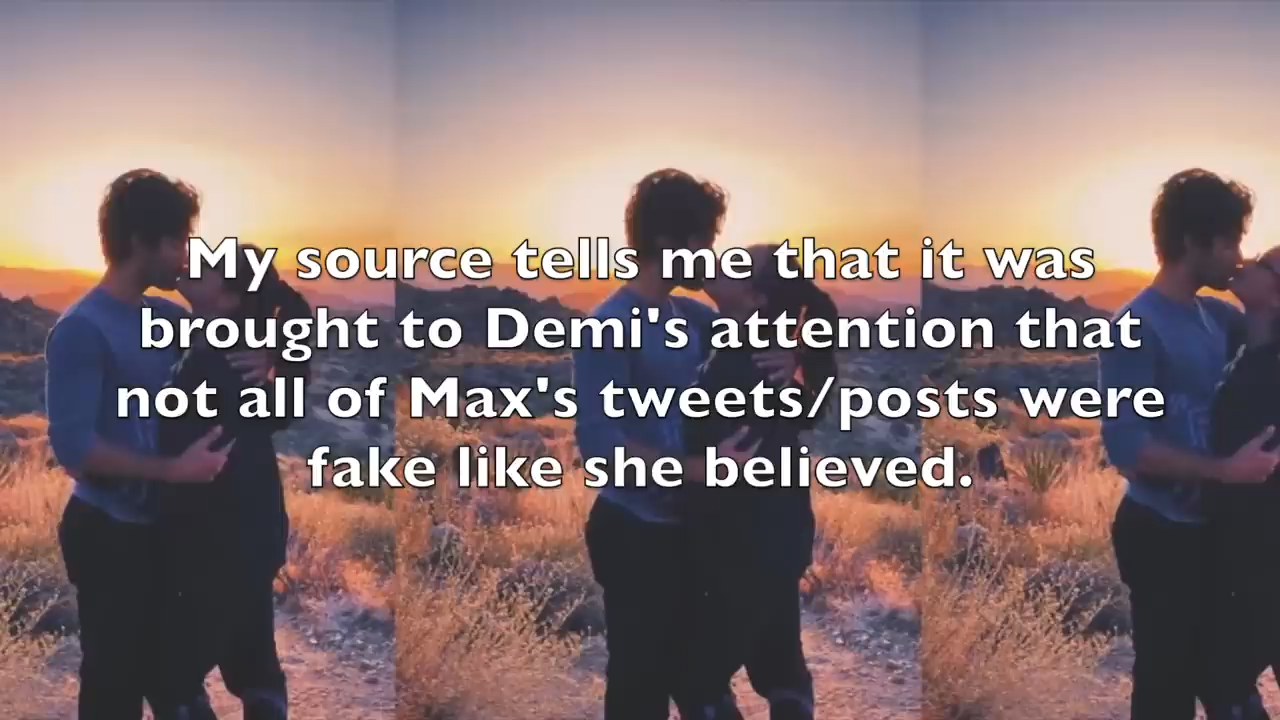 My source tells me that it was
brought to Demi's attention that
not all of Max's tweets/posts were
fake like she believed.